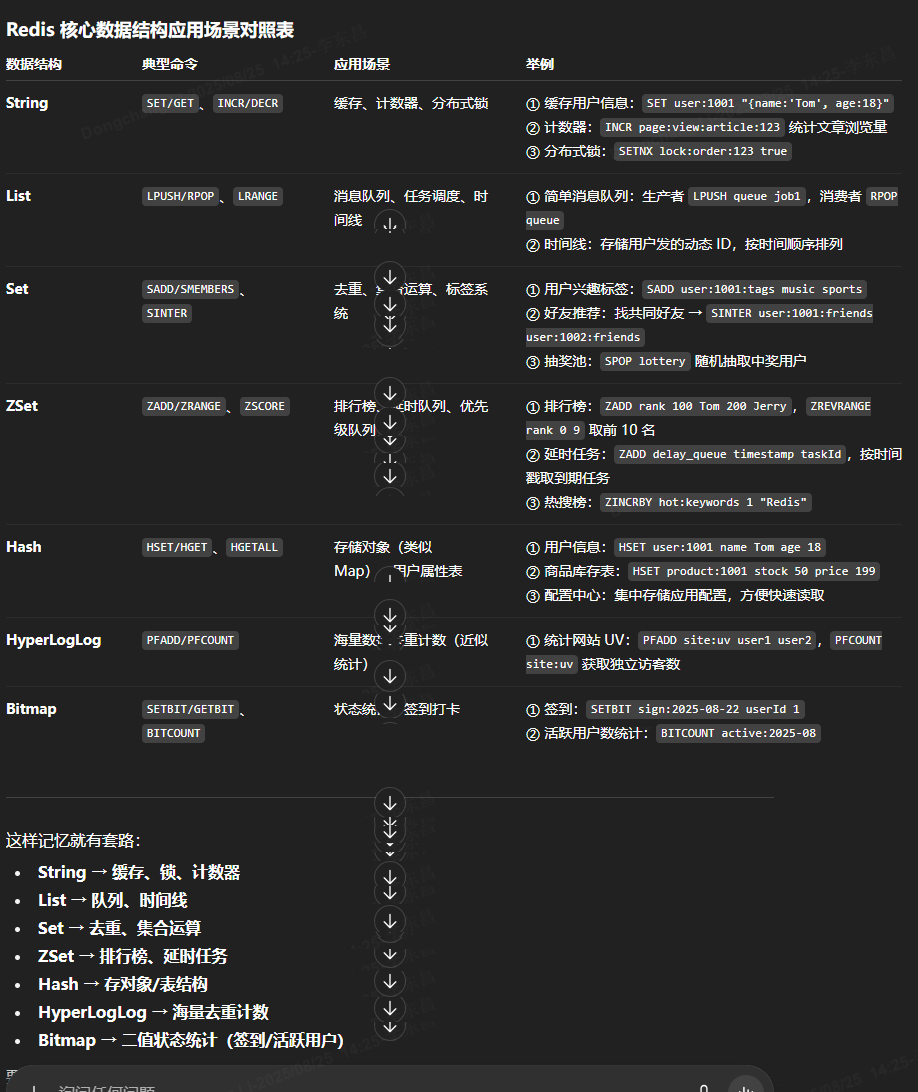 Redis 核心数据结构应用场景对照表
数据结构 典型命令 应用场景 举例
String SET/GET、INCR/DECR 缓存、计数器、分布式锁 ① 缓存用户信息：SET user:1001 "{name:'Tom', age:18}"
② 计数器：INCR page:view:article:123 统计文章浏览量
③ 分布式锁：SETNX lock:order:123 true
List LPUSH/RPOP、LRANGE 消息队列、任务调度、时 ① 简单消息队列：生产者 LPUSH queue job1，消费者 RPOP
间线 queue
② 时间线：存储用户发的动态 ID，按时间顺序排列
Set SADD/SMEMBERS、 去重、 运算、标签系 ① 用户兴趣标签：SADD user:1001:tags music sports
SINTER 统 ② 好友推荐：找共同好友 → SINTER user:1001:friends
user:1002:friends
③ 抽奖池：SPOP lottery 随机抽取中奖用户
ZSet ZADD/ZRANGE、ZSCORE 排行榜、 时队列、优先 ① 排行榜：ZADD rank 100 Tom 200 Jerry，ZREVRANGE
级队列 rank 0 9 取前 10 名
② 延时任务：ZADD delay_queue timestamp taskId，按时间
戳取到期任务
③ 热搜榜：ZINCRBY hot:keywords 1 "Redis"
Hash HSET/HGET、HGETALL 存储对象（类似 ① 用户信息：HSET user:1001 name Tom age 18
Map） 用户属性表 ② 商品库存表：HSET product:1001 stock 50 price 199
③ 配置中心：集中存储应用配置，方便快速读取
HyperLogLog PFADD/PFCOUNT 海量数 重计数（近似 ① 统计网站 UV：PFADD site:uv user1 user2，PFCOUNT
统计） site:uv 获取独立访客数
Bitmap SETBIT/GETBIT、 状态统 签到打卡 ① 签到：SETBIT sign:2025-08-22 userId 1
BITCOUNT ② 活跃用户数统计：BITCOUNT active:2025-08
这样记忆就有套路：
• String → 缓存、锁、计数器
• List → 队列、时间线
• Set → 去重、集合运算
• ZSet → 排行榜、延时任务
• Hash → 存对象/表结构
• HyperLogLog → 海量去重计数
• Bitmap → 二值状态统计（签到/活跃用户）